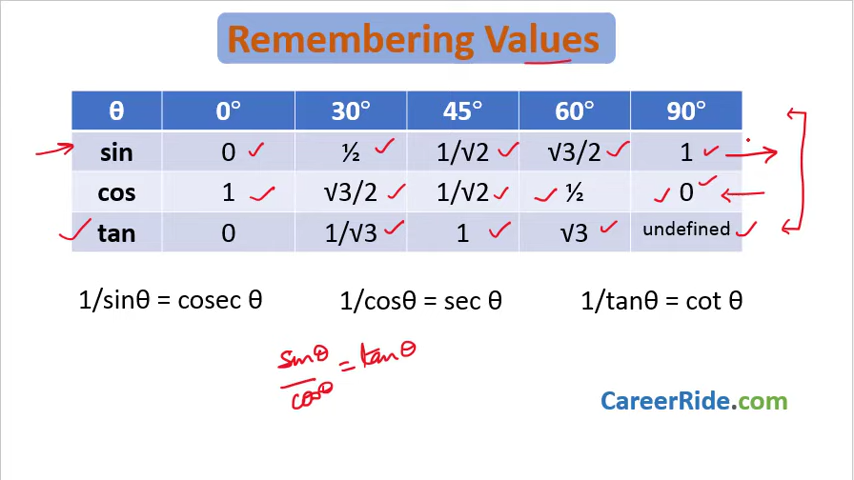 Remembering Values
θ 0° 30° 45° 60° 90°
sin 0 ½ 1/√2 √3/2 1
cos 1 √3/2 1/√2 ½ 0
tan 0 1/√3 1 √3 undefined
1/sinθ = cosec θ 1/cosθ = sec θ 1/tanθ = cot θ
sinθ = tanθ
cosθ
CareerRide.com